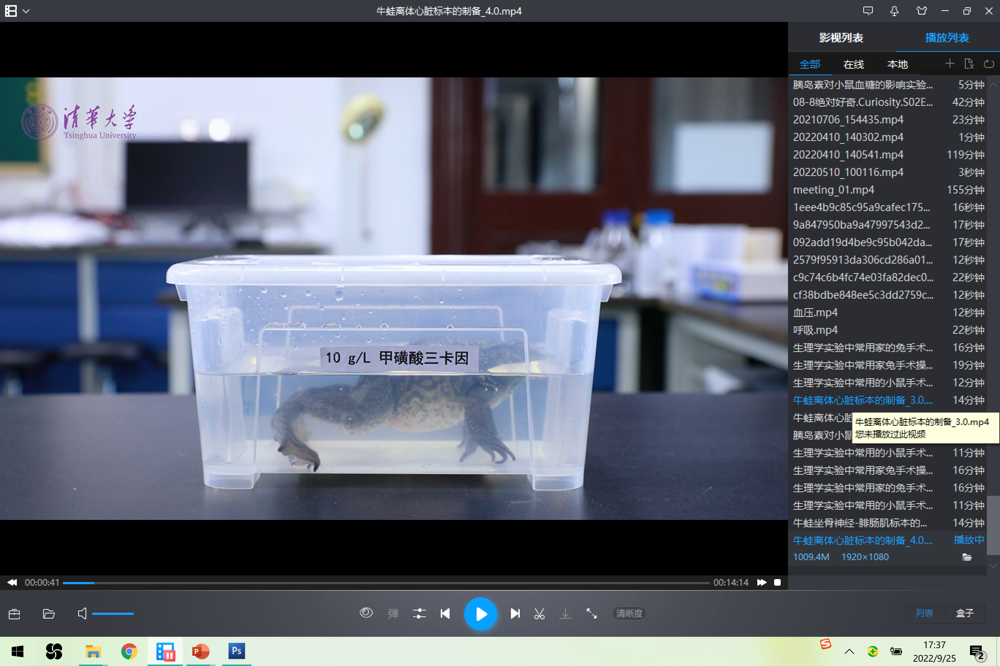 牛蛙离体心脏标本的制备_4.0.mp4
影视列表
播放列表
全部
在线
本地
清華大学
Tsinghua University
10 g/L 甲磺酸三卡因
胰岛素对小鼠血糖的影响实验... 5分钟
08-8绝对好奇.Curiosity.S02E... 42分钟
20210706_154435.mp4 23分钟
20220410_140302.mp4 1分钟
20220410_140541.mp4 119分钟
20220510_100116.mp4 3秒钟
meeting_01.mp4 155分钟
1eee4b9c85c95a9cafec175... 16秒钟
9a847950ba9a47997543d2... 17秒钟
092add19d4be9c95b042da... 17秒钟
2579f95913da306cd286a01... 12秒钟
c9c74c6b4fc74e03fa82dec0... 22秒钟
cf38bdbe848ee5c3dd2759c... 12秒钟
血压.mp4 12秒钟
呼吸.mp4 22秒钟
生理学实验中常用家的兔手术... 16分钟
生理学实验中常用家兔手术操... 19分钟
生理学实验中常用的小鼠手术... 12分钟
牛蛙离体心脏标本的制备_3.0.... 14分钟
牛蛙离体心脏
牛蛙离体心脏标本的制备_3.0.mp4
您未播放过此视频
胰岛素对小鼠
生理学实验中常用的小鼠手术... 11分钟
生理学实验中常用家兔手术操... 16分钟
生理学实验中常用家的兔手术... 16分钟
生理学实验中常用的小鼠手术... 11分钟
牛蛙坐骨神经-腓肠肌标本的... 14分钟
牛蛙离体心脏标本的制备_4.0.... 播放中
1009.4M 1920×1080
00:00:41
00:14:14
弹
清晰度
列表
盒子
P
Ps
S
17:37
2022/9/25
2